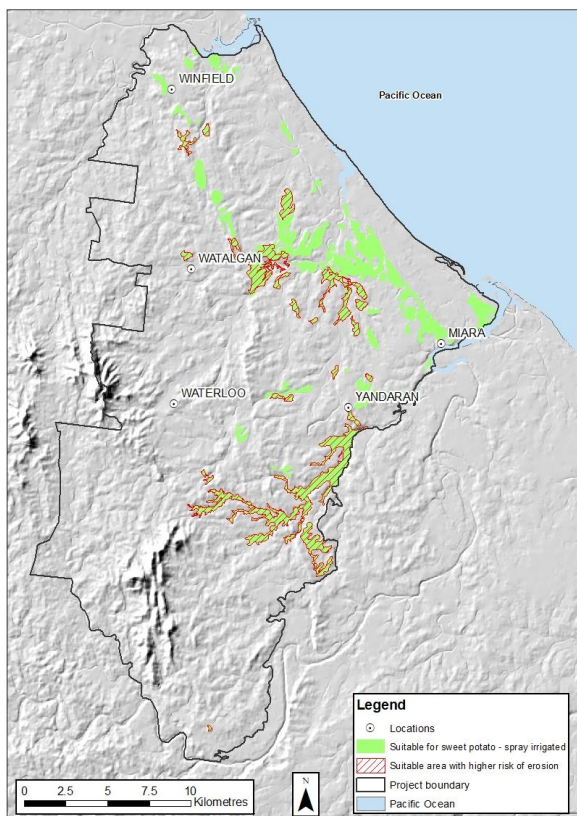 WINFIELD
Pacific Ocean
WATALGAN
MIARA
WATERLOO
YANDARAN
Legend
Locations
Suitable for sweet potato - spray irrigated
Suitable area with higher risk of erosion
Project boundary
Pacific Ocean
0 2.5 5 7.5 10
Kilometres
N